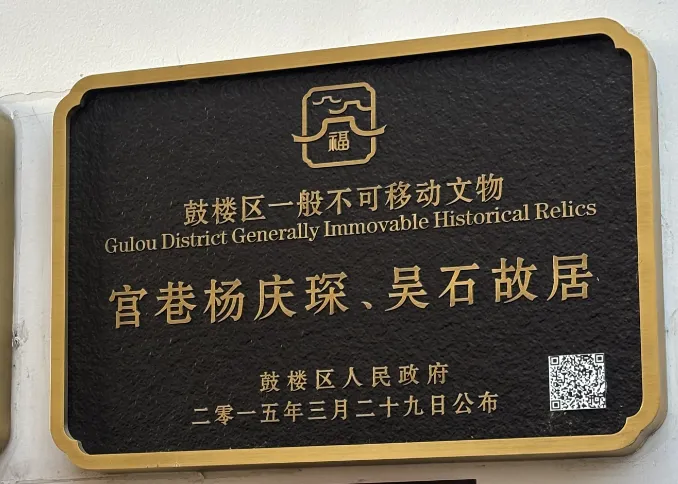 福
鼓楼区一般不可移动文物
Gulou District Generally Immovable Historical Relics
宫巷杨庆琛、吴石故居
鼓楼区人民政府
二零一五年三月二十九日公布